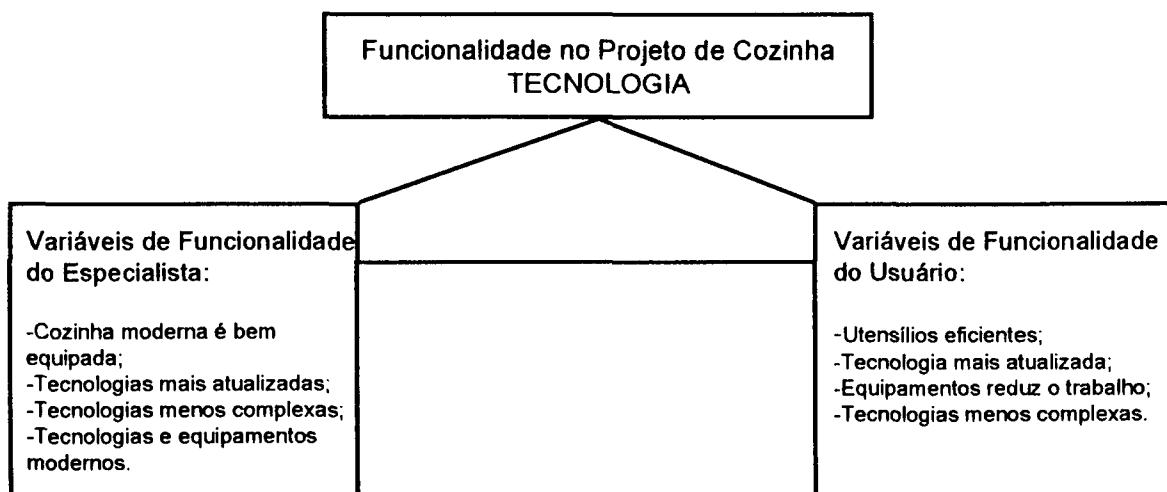 Funcionalidade no Projeto de Cozinha
TECNOLOGIA
Variáveis de Funcionalidade
do Especialista:
-Cozinha moderna é bem
equipada;
-Tecnologias mais atualizadas;
-Tecnologias menos complexas;
-Tecnologias e equipamentos
modernos.
Variáveis de Funcionalidade
do Usuário:
-Utensílios eficientes;
-Tecnologia mais atualizada;
-Equipamentos reduz o trabalho;
-Tecnologias menos complexas.